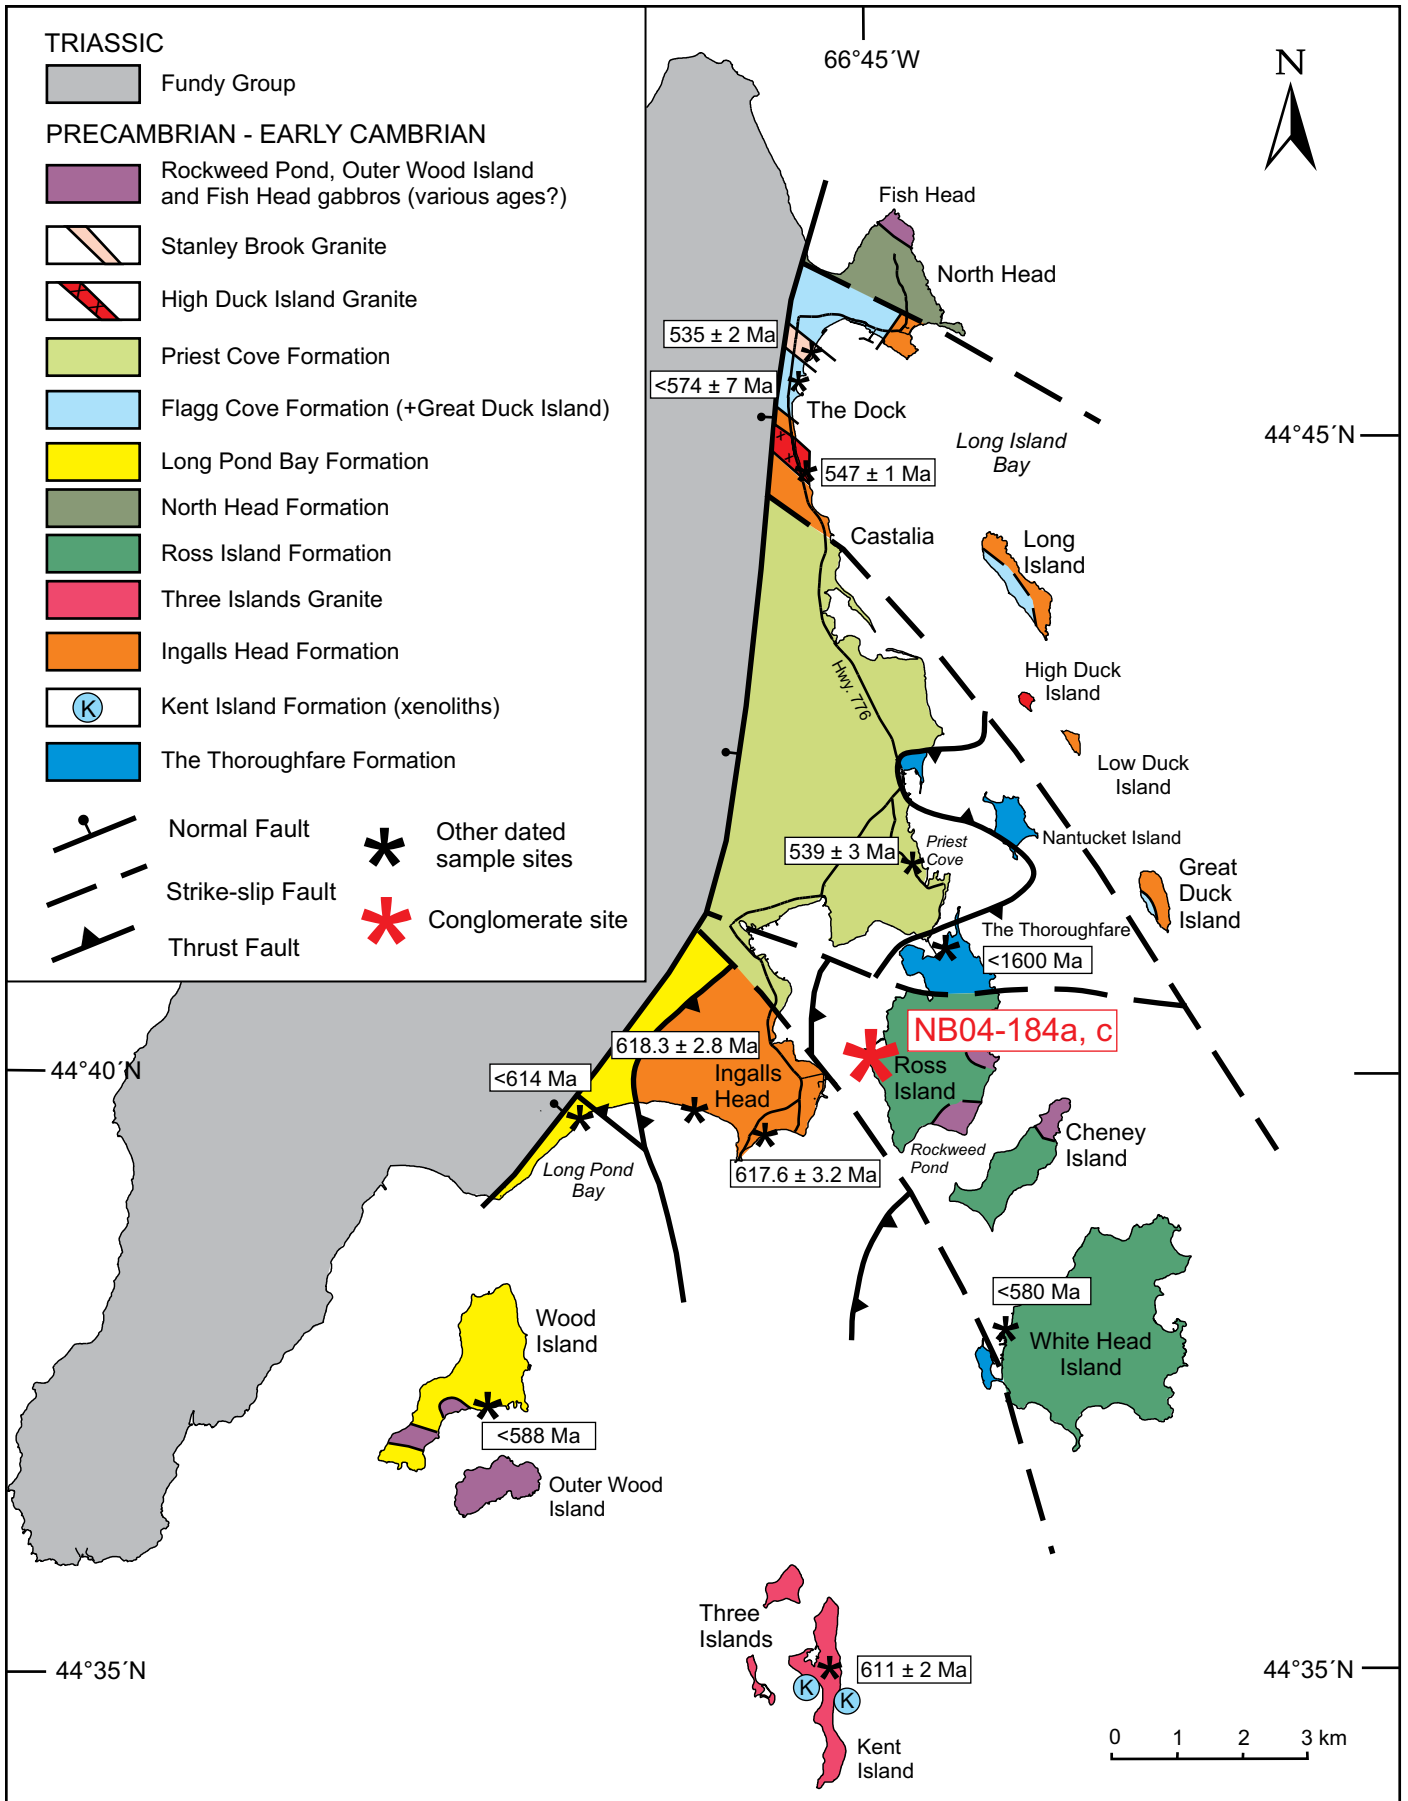 TRIASSIC
Fundy Group
PRECAMBRIAN - EARLY CAMBRIAN
Rockweed Pond, Outer Wood Island
and Fish Head gabbros (various ages?)
Stanley Brook Granite
High Duck Island Granite
Priest Cove Formation
Flagg Cove Formation (+Great Duck Island)
Long Pond Bay Formation
North Head Formation
Ross Island Formation
Three Islands Granite
Ingalls Head Formation
K
Kent Island Formation (xenoliths)
The Thoroughfare Formation
Normal Fault
Strike-slip Fault
Thrust Fault
Other dated
sample sites
Conglomerate site
66°45´W
N
Fish Head
North Head
535 ± 2 Ma
<574 ± 7 Ma
The Dock
x
x
547 ± 1 Ma
Long Island
Bay
44°45´N
Castalia
Long
Island
Hwy. 776
High Duck
Island
Low Duck
Island
Nantucket Island
539 ± 3 Ma
Priest
Cove
Great
Duck
Island
The Thoroughfare
<1600 Ma
NB04-184a, c
Ross
Island
618.3 ± 2.8 Ma
Ingalls
Head
44°40´N
<614 Ma
Long Pond
Bay
617.6 ± 3.2 Ma
Rockweed
Pond
Cheney
Island
<580 Ma
White Head
Island
Wood
Island
<588 Ma
Outer Wood
Island
Three
Islands
611 ± 2 Ma
K
K
Kent
Island
44°35´N
44°35´N
0 1 2 3 km